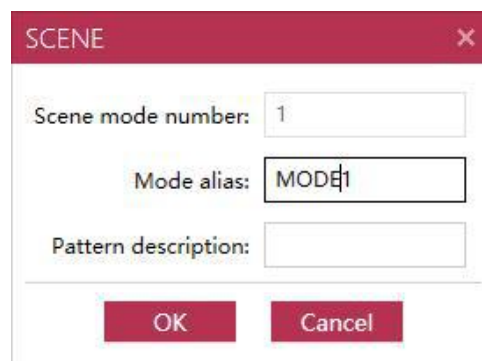 SCENE
Scene mode number: 1
Mode alias: MODE1
Pattern description:
OK Cancel